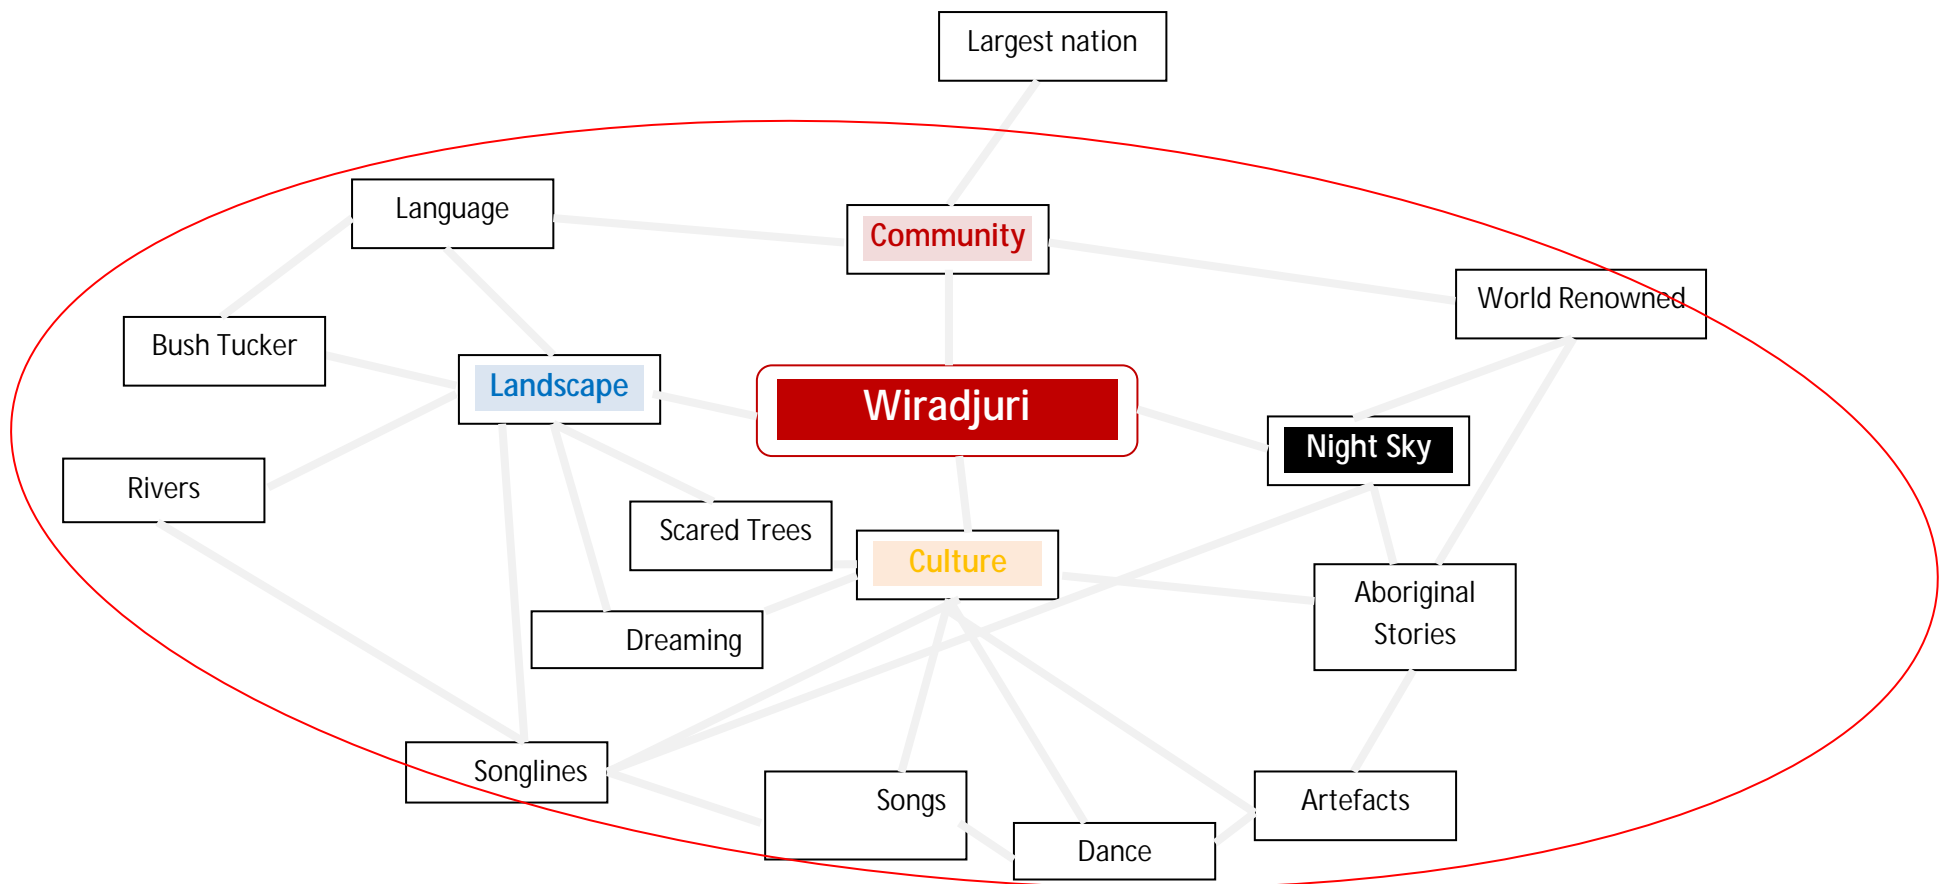 Largest nation
Language
Community
World Renowned
Bush Tucker
Landscape
Wiradjuri
Night Sky
Rivers
Scared Trees
Culture
Aboriginal
Stories
Dreaming
Songlines
Songs
Artefacts
Dance